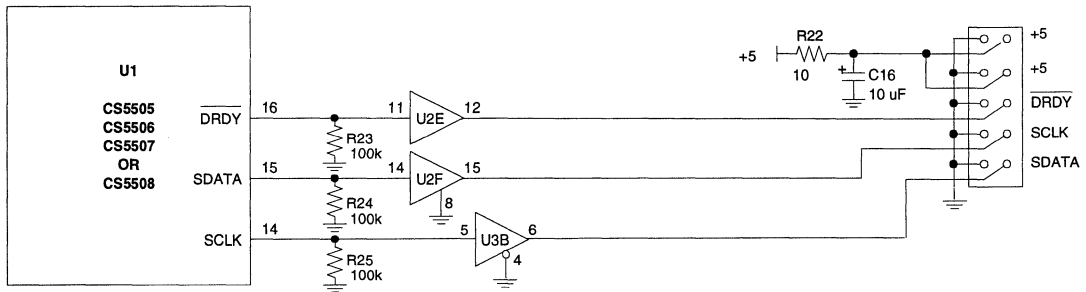 U1
CS5505
CS5506
CS5507
OR
CS5508
DRDY
16
SDATA
15
SCLK
14
R23
100k
R24
100k
R25
100k
11
U2E
12
14
U2F
15
8
5
U3B
6
4
+5
R22
10
+
C16
10 uF
+5
+5
DRDY
SCLK
SDATA